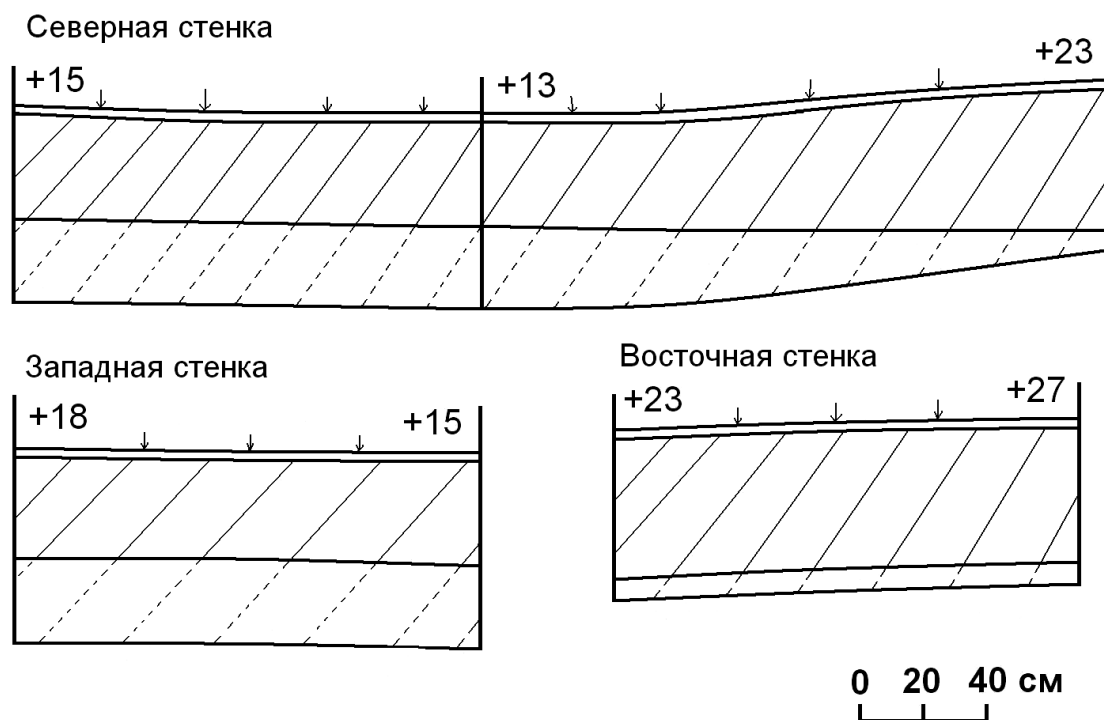 Северная стенка
+15 +13 +23
Западная стенка
+18 +15
Восточная стенка
+23 +27
0 20 40 см